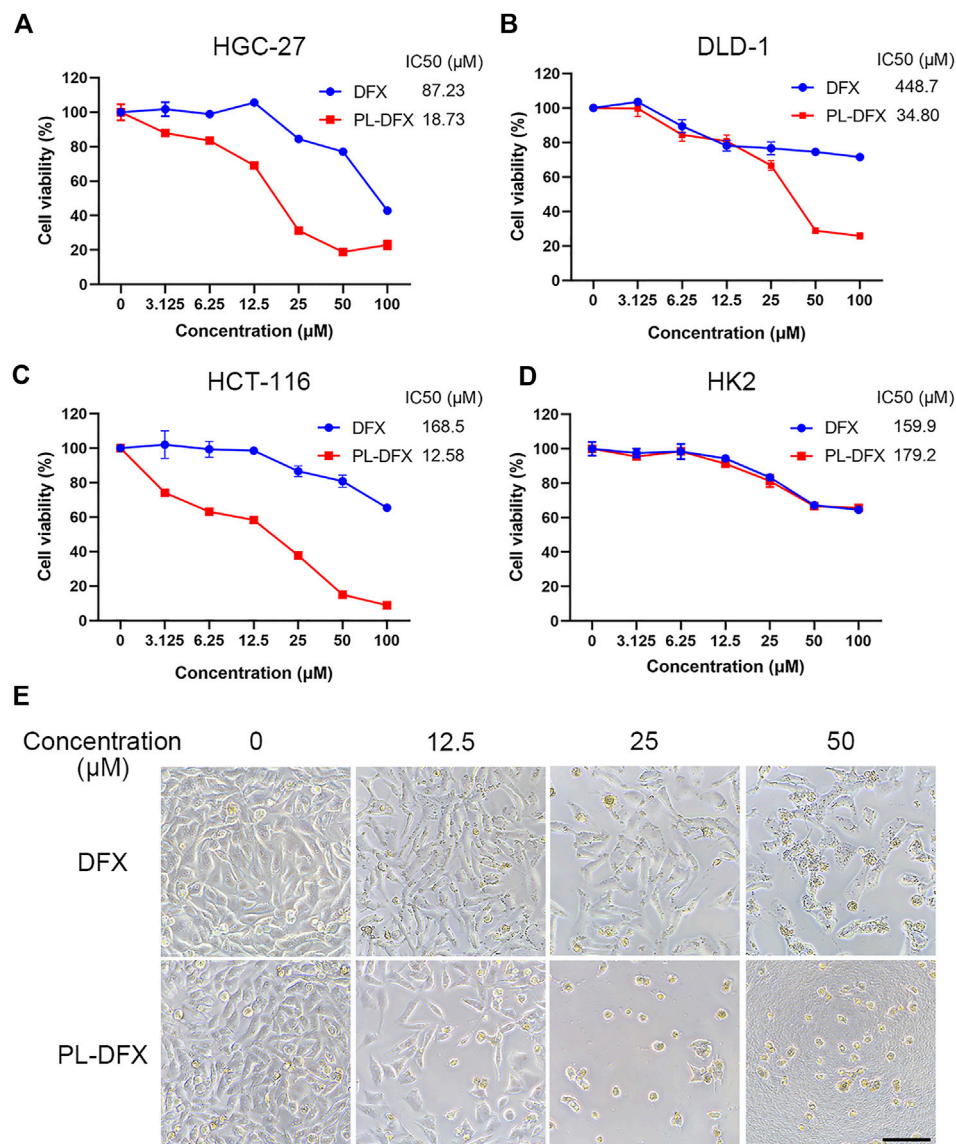 A
HGC-27
IC50 (μM)
DFX 87.23
PL-DFX 18.73
Cell viability (%)
120
100
80
60
40
20
0
0 3.125 6.25 12.5 25 50 100
Concentration (μM)
B
DLD-1
IC50 (μM)
DFX 448.7
PL-DFX 34.80
Cell viability (%)
120
100
80
60
40
20
0
0 3.125 6.25 12.5 25 50 100
Concentration (μM)
C
HCT-116
IC50 (μM)
DFX 168.5
PL-DFX 12.58
Cell viability (%)
120
100
80
60
40
20
0
0 3.125 6.25 12.5 25 50 100
Concentration (μM)
D
HK2
IC50 (μM)
DFX 159.9
PL-DFX 179.2
Cell viability (%)
120
100
80
60
40
20
0
0 3.125 6.25 12.5 25 50 100
Concentration (μM)
E
Concentration 0 12.5 25 50
(μM)
DFX
PL-DFX